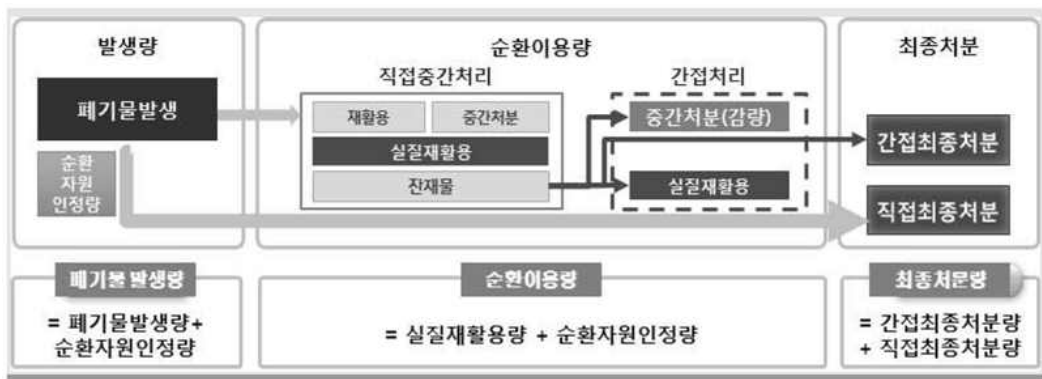 발생량
순환이용량
최종처분
직접중간처리
간접처리
폐기물발생
재활용
중간처분
중간처분(감량)
실질재활용
간접최종처분
순환
자원
인정량
잔재물
실질재활용
직접최종처분
폐기물 발생량
= 폐기물발생량+
순환자원인정량
순환이용량
= 실질재활용량 + 순환자원인정량
최종처문량
= 간접최종처분량
+ 직접최종처분량